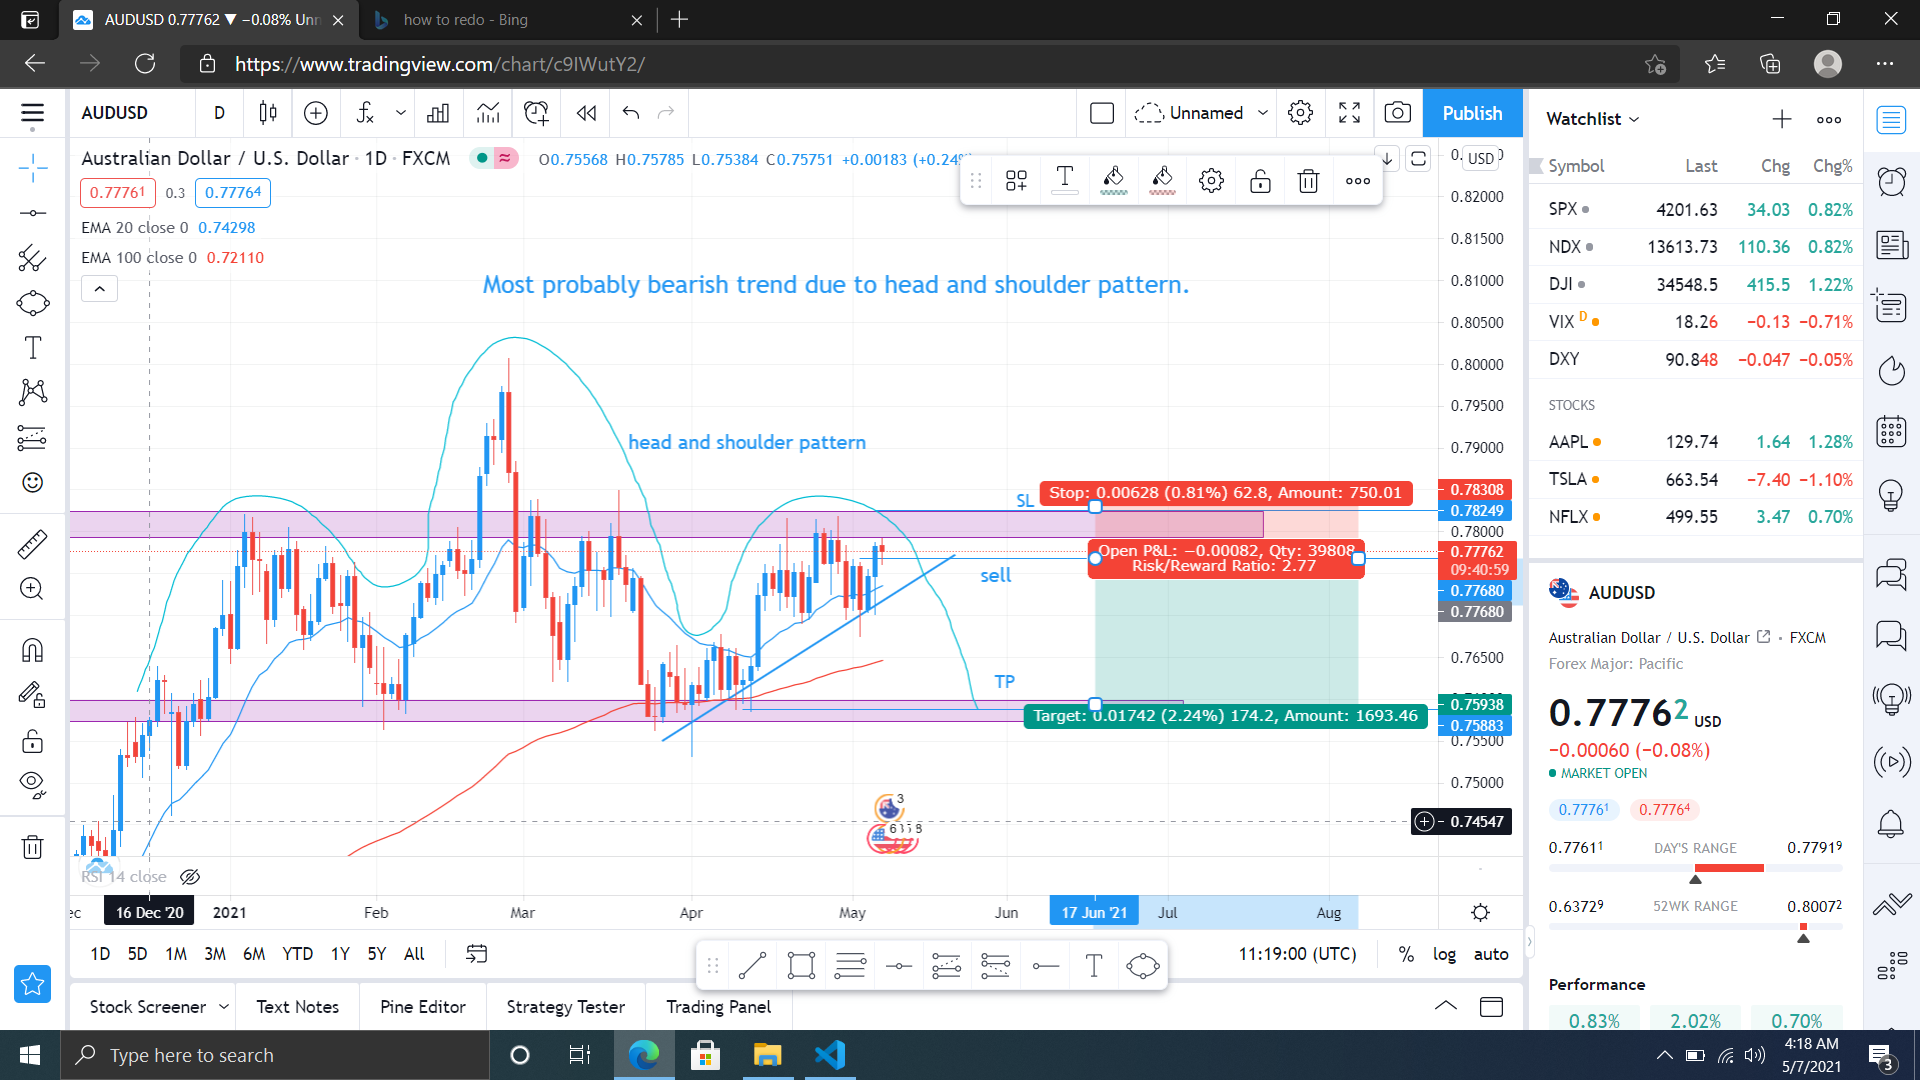 AUDUSD 0.77762 ▼ −0.08% Unn
how to redo - Bing
https://www.tradingview.com/chart/c9IWutY2/
AUDUSD
D
Unnamed
Publish
Australian Dollar / U.S. Dollar · 1D · FXCM
O0.75568 H0.75785 L0.75384 C0.75751 +0.00183 (+0.24%
0.77761
0.3
0.77764
EMA 20 close 0 0.74298
EMA 100 close 0 0.72110
Most probably bearish trend due to head and shoulder pattern.
head and shoulder pattern
SL
Stop: 0.00628 (0.81%) 62.8, Amount: 750.01
Open P&L: −0.00082, Qty: 39808
Risk/Reward Ratio: 2.77
sell
TP
Target: 0.01742 (2.24%) 174.2, Amount: 1693.46
3
8
RSI 14 close
USD
0.82000
0.81500
0.81000
0.80500
0.80000
0.79500
0.79000
0.78308
0.78249
0.78000
0.77762
09:40:59
0.77680
0.77680
0.76500
0.75938
0.75883
0.75500
0.75000
0.74547
ec
16 Dec '20
2021
Feb
Mar
Apr
May
Jun
17 Jun '21
Jul
Aug
1D 5D 1M 3M 6M YTD 1Y 5Y All
11:19:00 (UTC)
% log auto
Stock Screener
Text Notes
Pine Editor
Strategy Tester
Trading Panel
Watchlist
Symbol Last Chg Chg%
SPX 4201.63 34.03 0.82%
NDX 13613.73 110.36 0.82%
DJI 34548.5 415.5 1.22%
VIX D 18.26 −0.13 −0.71%
DXY 90.848 −0.047 −0.05%
STOCKS
AAPL 129.74 1.64 1.28%
TSLA 663.54 −7.40 −1.10%
NFLX 499.55 3.47 0.70%
AUDUSD
Australian Dollar / U.S. Dollar · FXCM
Forex Major: Pacific
0.77762 USD
−0.00060 (−0.08%)
MARKET OPEN
0.77761 0.77764
0.77611 DAY'S RANGE 0.77919
0.63729 52WK RANGE 0.80072
Performance
0.83% 2.02% 0.70%
Type here to search
4:18 AM
5/7/2021
3